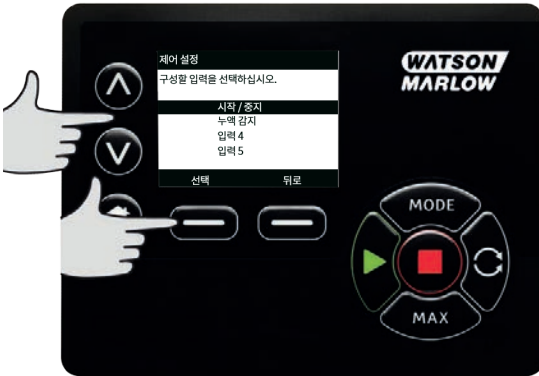 제어 설정
구성할 입력을 선택하십시오.
시작 / 중지
누액 감지
입력 4
입력 5
선택 뒤로
WATSON
MARLOW
MODE
MAX